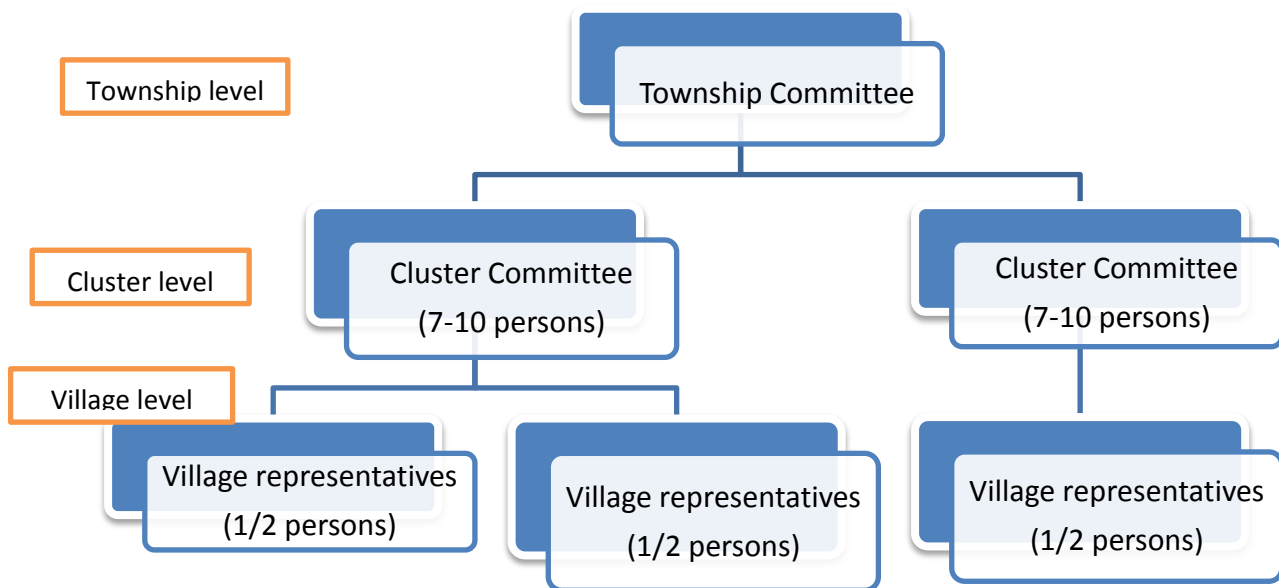 Township level
Township Committee
Cluster level
Cluster Committee
(7-10 persons)
Cluster Committee
(7-10 persons)
Village level
Village representatives
(1/2 persons)
Village representatives
(1/2 persons)
Village representatives
(1/2 persons)